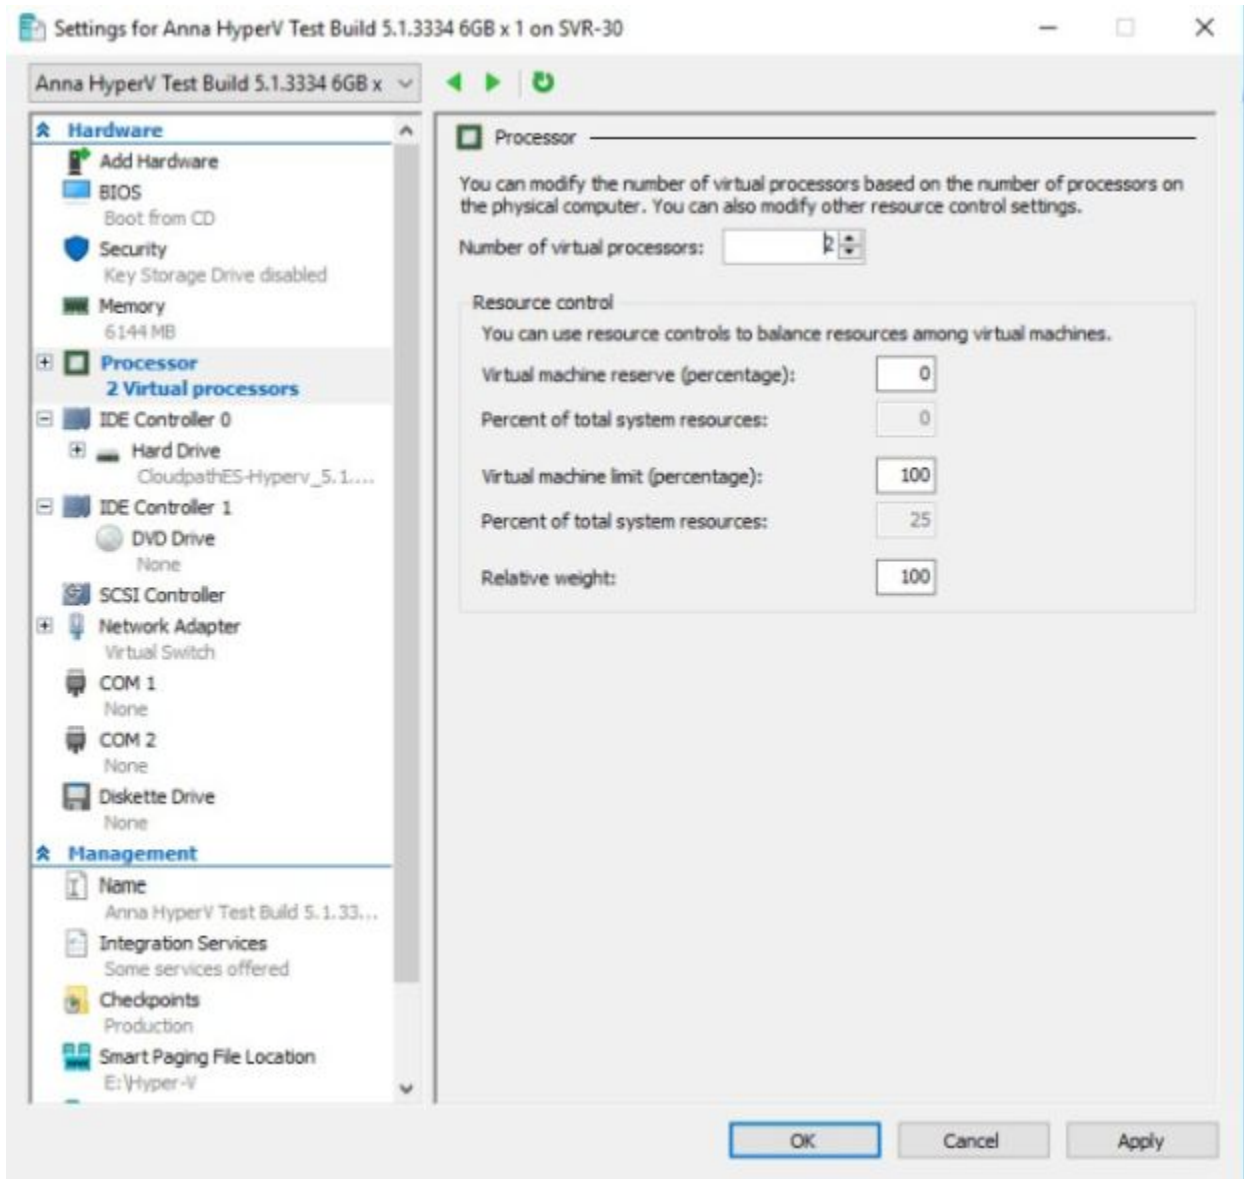 Settings for Anna HyperV Test Build 5.1.3334 6GB x 1 on SVR-30
Anna HyperV Test Build 5.1.3334 6GB x
Hardware
Add Hardware
BIOS
Boot from CD
Security
Key Storage Drive disabled
Memory
6144 MB
Processor
2 Virtual processors
IDE Controller 0
Hard Drive
CloudpathES-Hyperv_5.1....
IDE Controller 1
DVD Drive
None
SCSI Controller
Network Adapter
Virtual Switch
COM 1
None
COM 2
None
Diskette Drive
None
Management
Name
Anna HyperV Test Build 5.1.33...
Integration Services
Some services offered
Checkpoints
Production
Smart Paging File Location
E:\Hyper-V
Processor
You can modify the number of virtual processors based on the number of processors on
the physical computer. You can also modify other resource control settings.
Number of virtual processors: 2
Resource control
You can use resource controls to balance resources among virtual machines.
Virtual machine reserve (percentage): 0
Percent of total system resources: 0
Virtual machine limit (percentage): 100
Percent of total system resources: 25
Relative weight: 100
OK Cancel Apply